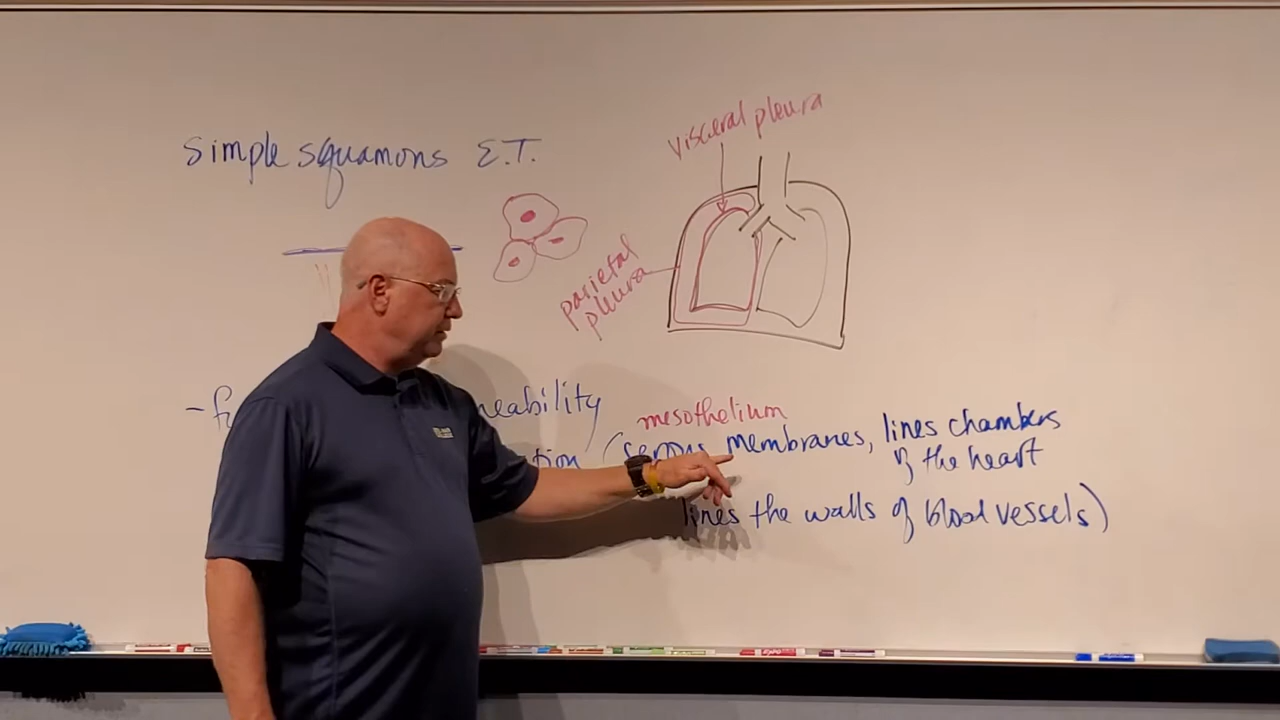 visceral pleura
simple squamous E.T.
parietal
pleura
mesothelium
serous membranes, lines chambers
of the heart
lines the walls of blood vessels)